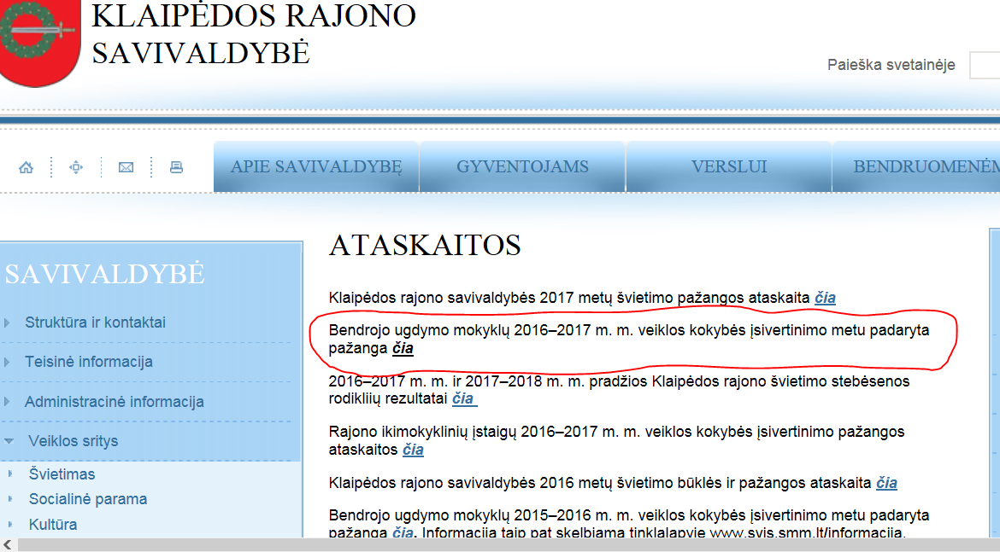 KLAIPĖDOS RAJONO
SAVIVALDYBĖ
Paieška svetainėje
APIE SAVIVALDYBĘ
GYVENTOJAMS
VERSLUI
SAVIVALDYBĖ
Struktūra ir kontaktai
Teisinė informacija
Administracinė informacija
Veiklos sritys
Švietimas
Socialinė parama
Kultūra
ATASKAITOS
Klaipėdos rajono savivaldybės 2017 metų švietimo pažangos ataskaita čia
Bendrojo ugdymo mokyklų 2016–2017 m. m. veiklos kokybės įsivertinimo metu padaryta
pažanga čia
2016–2017 m. m. ir 2017–2018 m. m. pradžios Klaipėdos rajono švietimo stebėsenos
rodikliių rezultatai čia
Rajono ikimokyklinių įstaigų 2016–2017 m. m. veiklos kokybės įsivertinimo pažangos
ataskaitos čia
Klaipėdos rajono savivaldybės 2016 metų švietimo būklės ir pažangos ataskaita čia
Bendrojo ugdymo mokyklų 2015–2016 m. m. veiklos kokybės įsivertinimo metu padaryta
pažanga čia. Informacija taip pat skelbiama tinklalapyje www.svis.smm.lt/informacija.